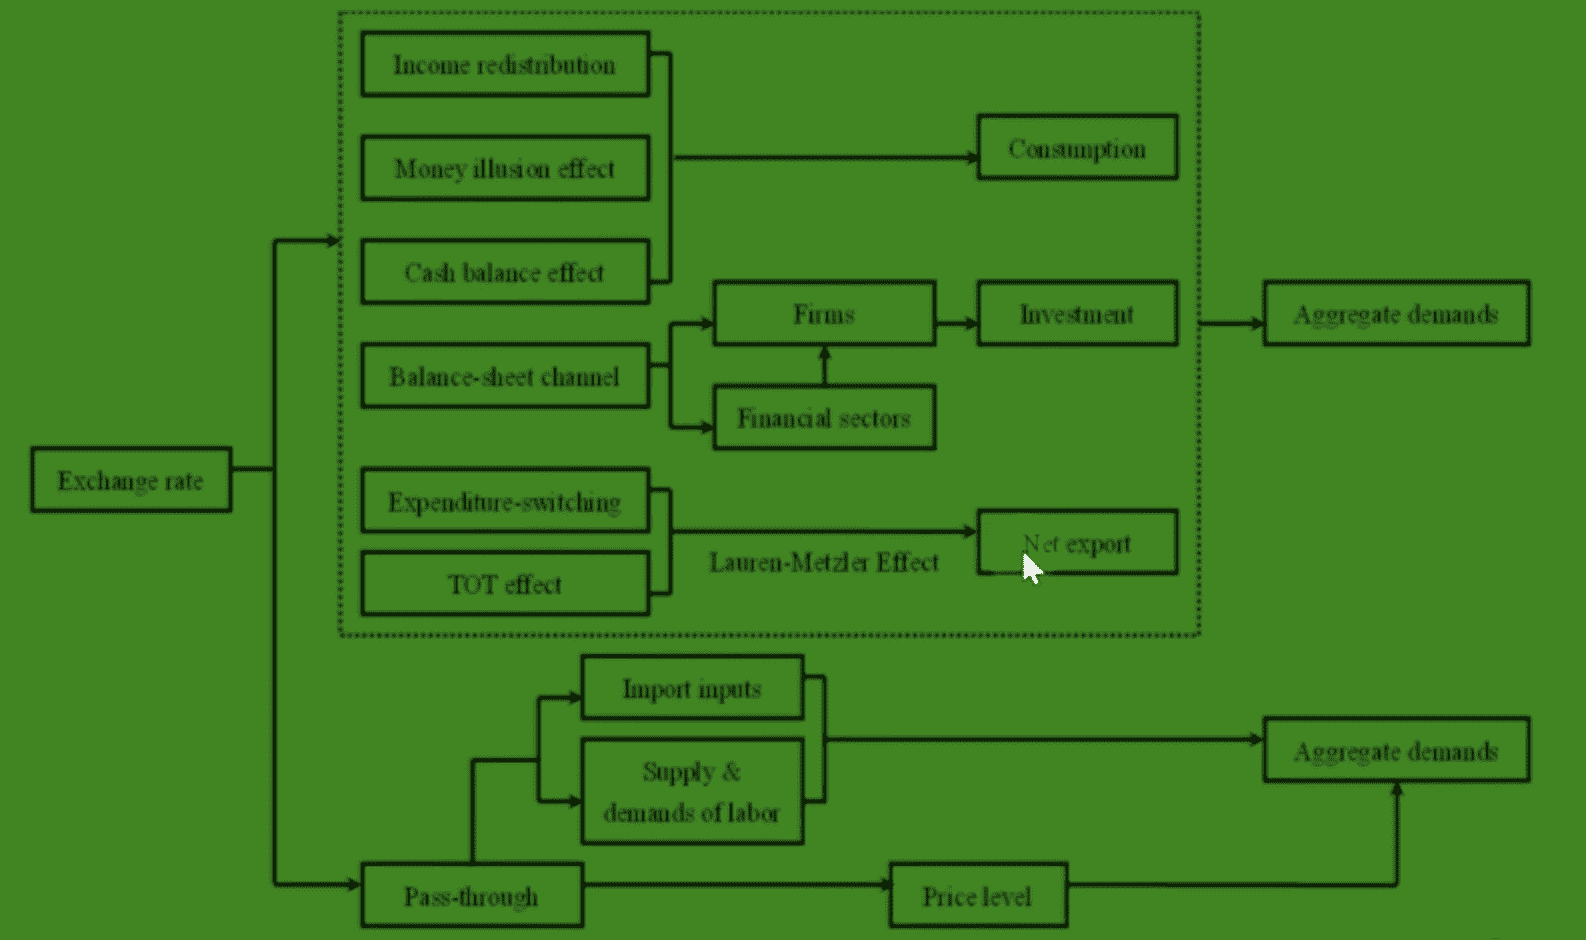 Income redistribution
Money illusion effect
Consumption
Cash balance effect
Firms
Investment
Aggregate demands
Balance-sheet channel
Financial sectors
Exchange rate
Expenditure-switching
Lauren-Metzler Effect
Net export
TOT effect
Import inputs
Supply &
demands of labor
Aggregate demands
Pass-through
Price level